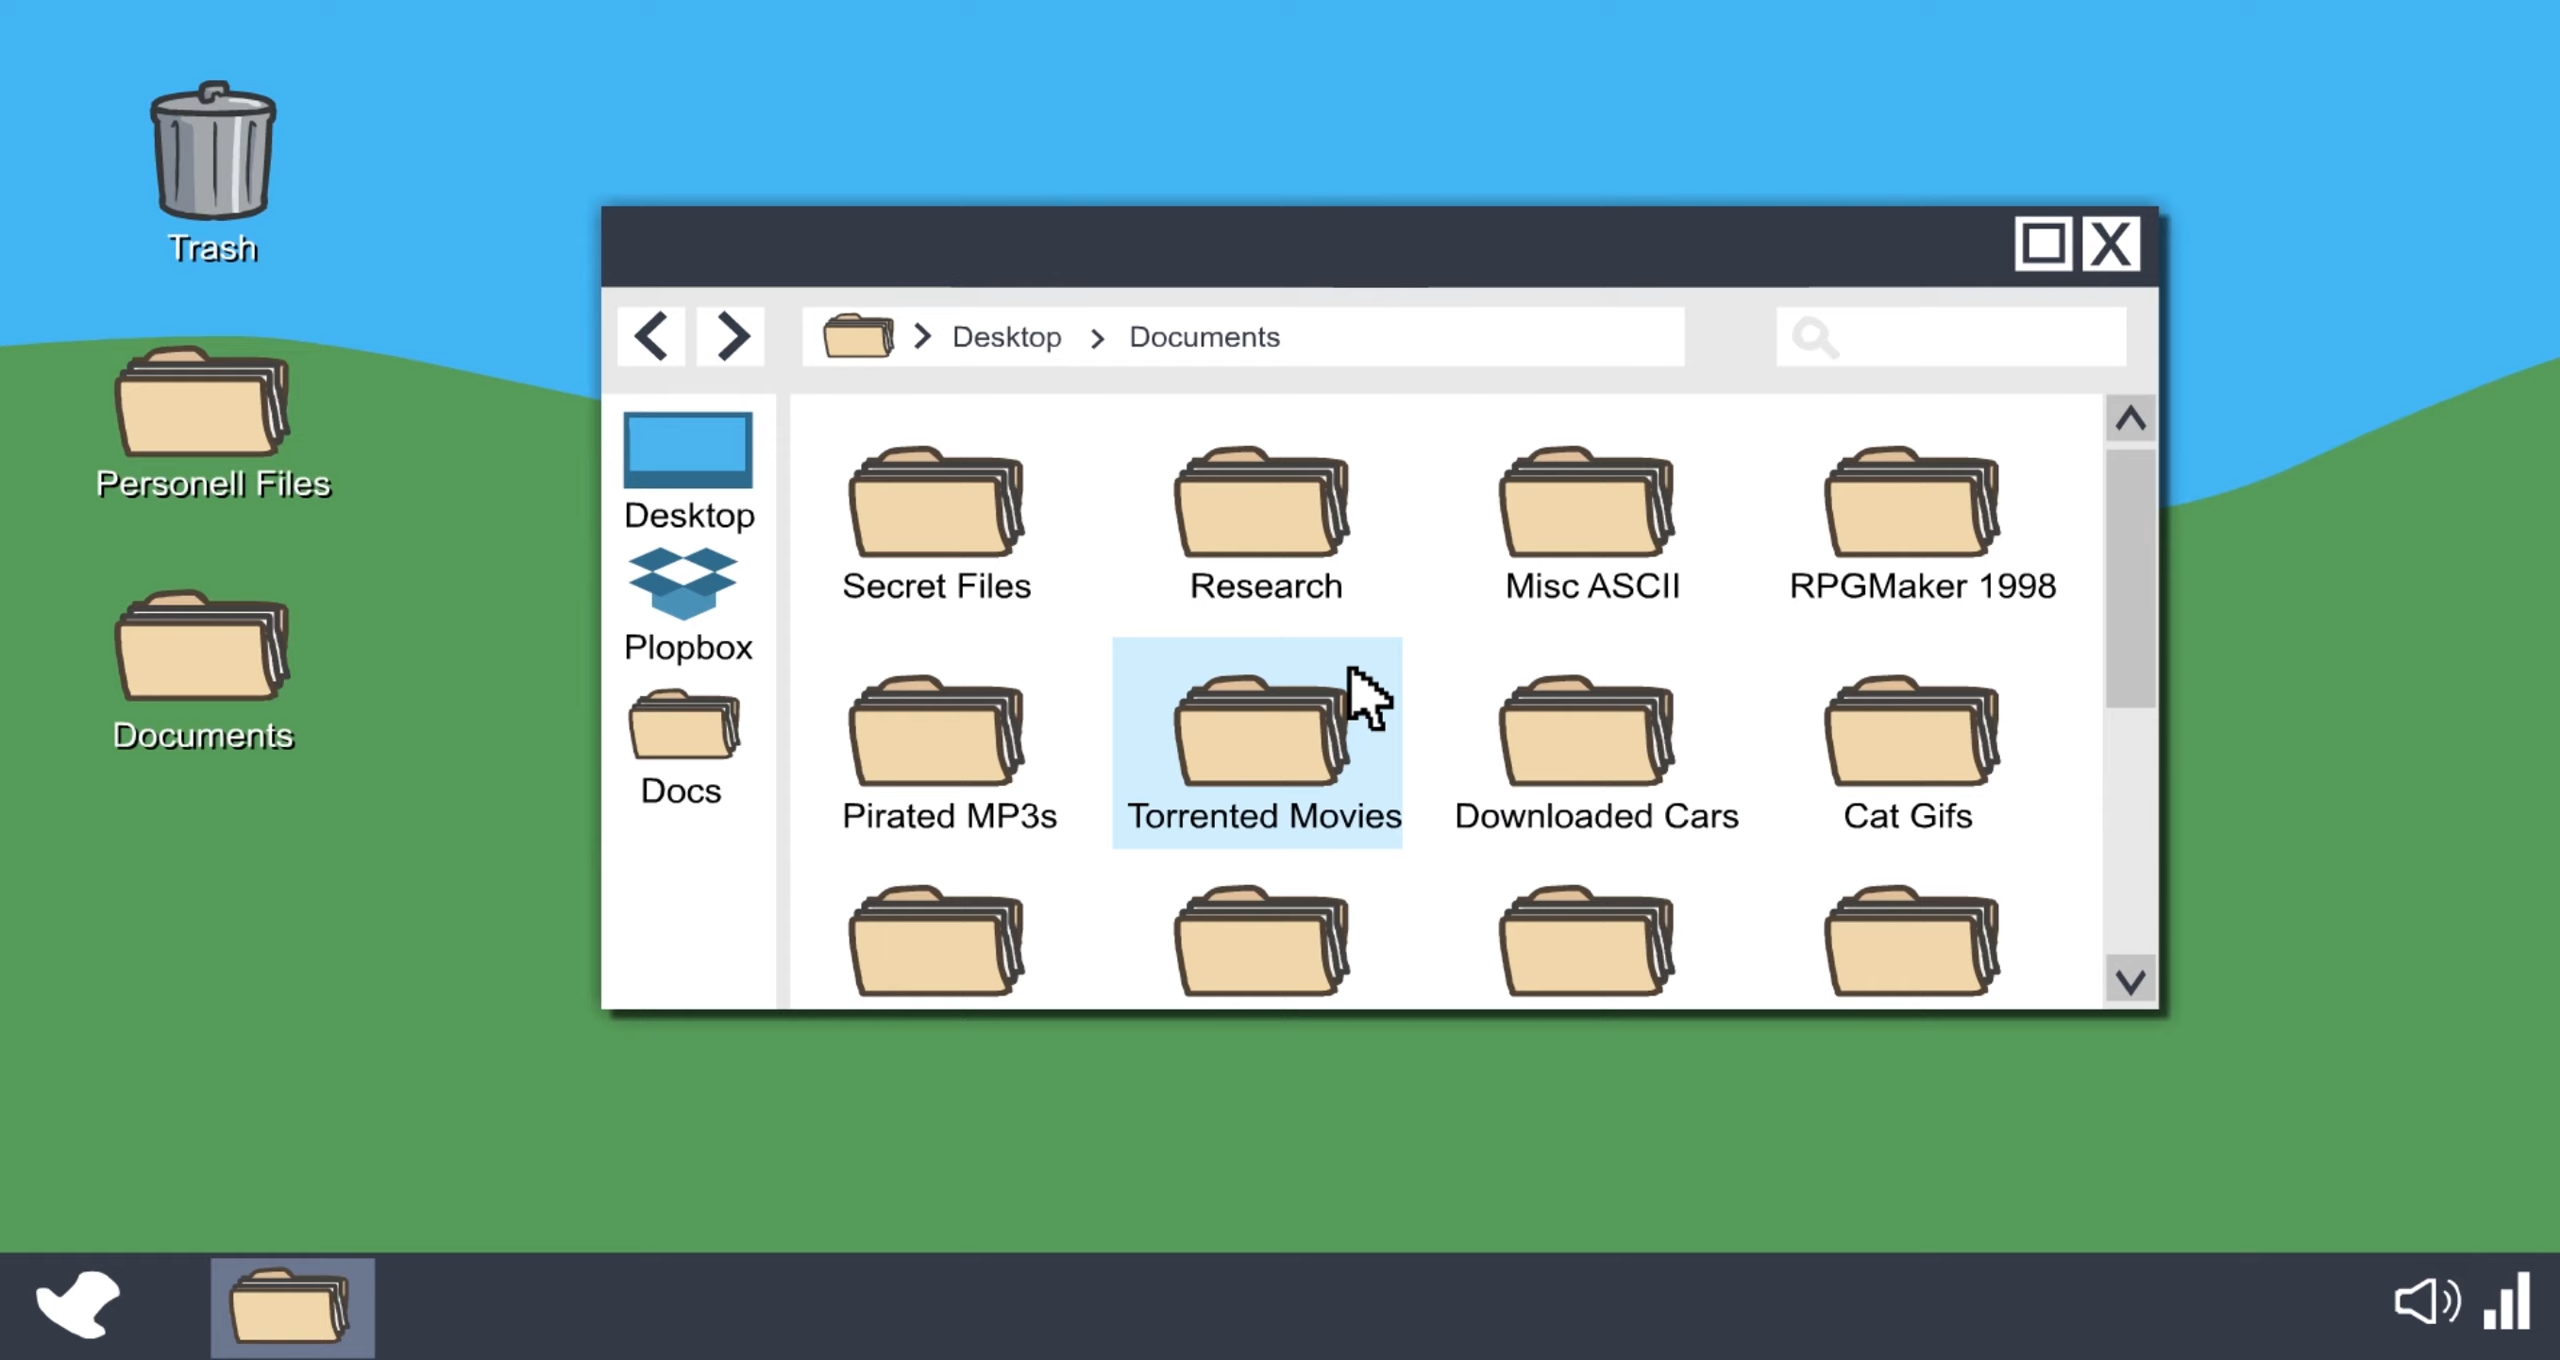 Trash
Personell Files
Documents
X
Desktop > Documents
Desktop
Plopbox
Docs
Secret Files
Research
Misc ASCII
RPGMaker 1998
Pirated MP3s
Torrented Movies
Downloaded Cars
Cat Gifs